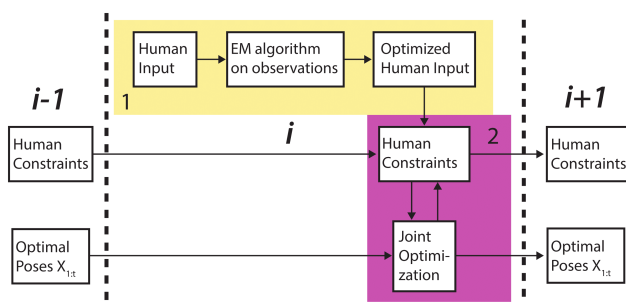 Human
Input
EM algorithm
on observations
Optimized
Human Input
1
i-1
i
i+1
2
Human
Constraints
Human
Constraints
Human
Constraints
Optimal
Poses X1:t
Joint
Optimi-
zation
Optimal
Poses X1:t